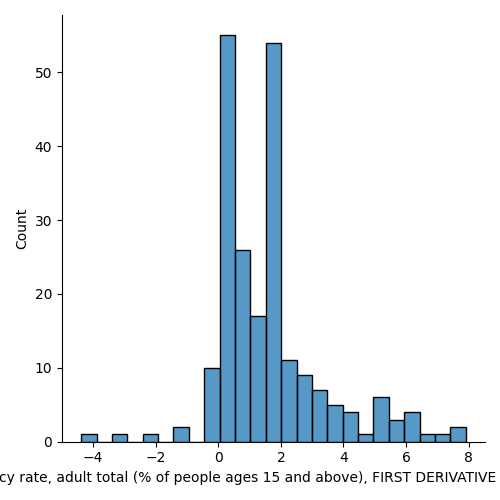 50
40
30
20
10
0
Count
−4 −2 0 2 4 6 8
rate, adult total (% of people ages 15 and above), FIRST DERIVATIVE